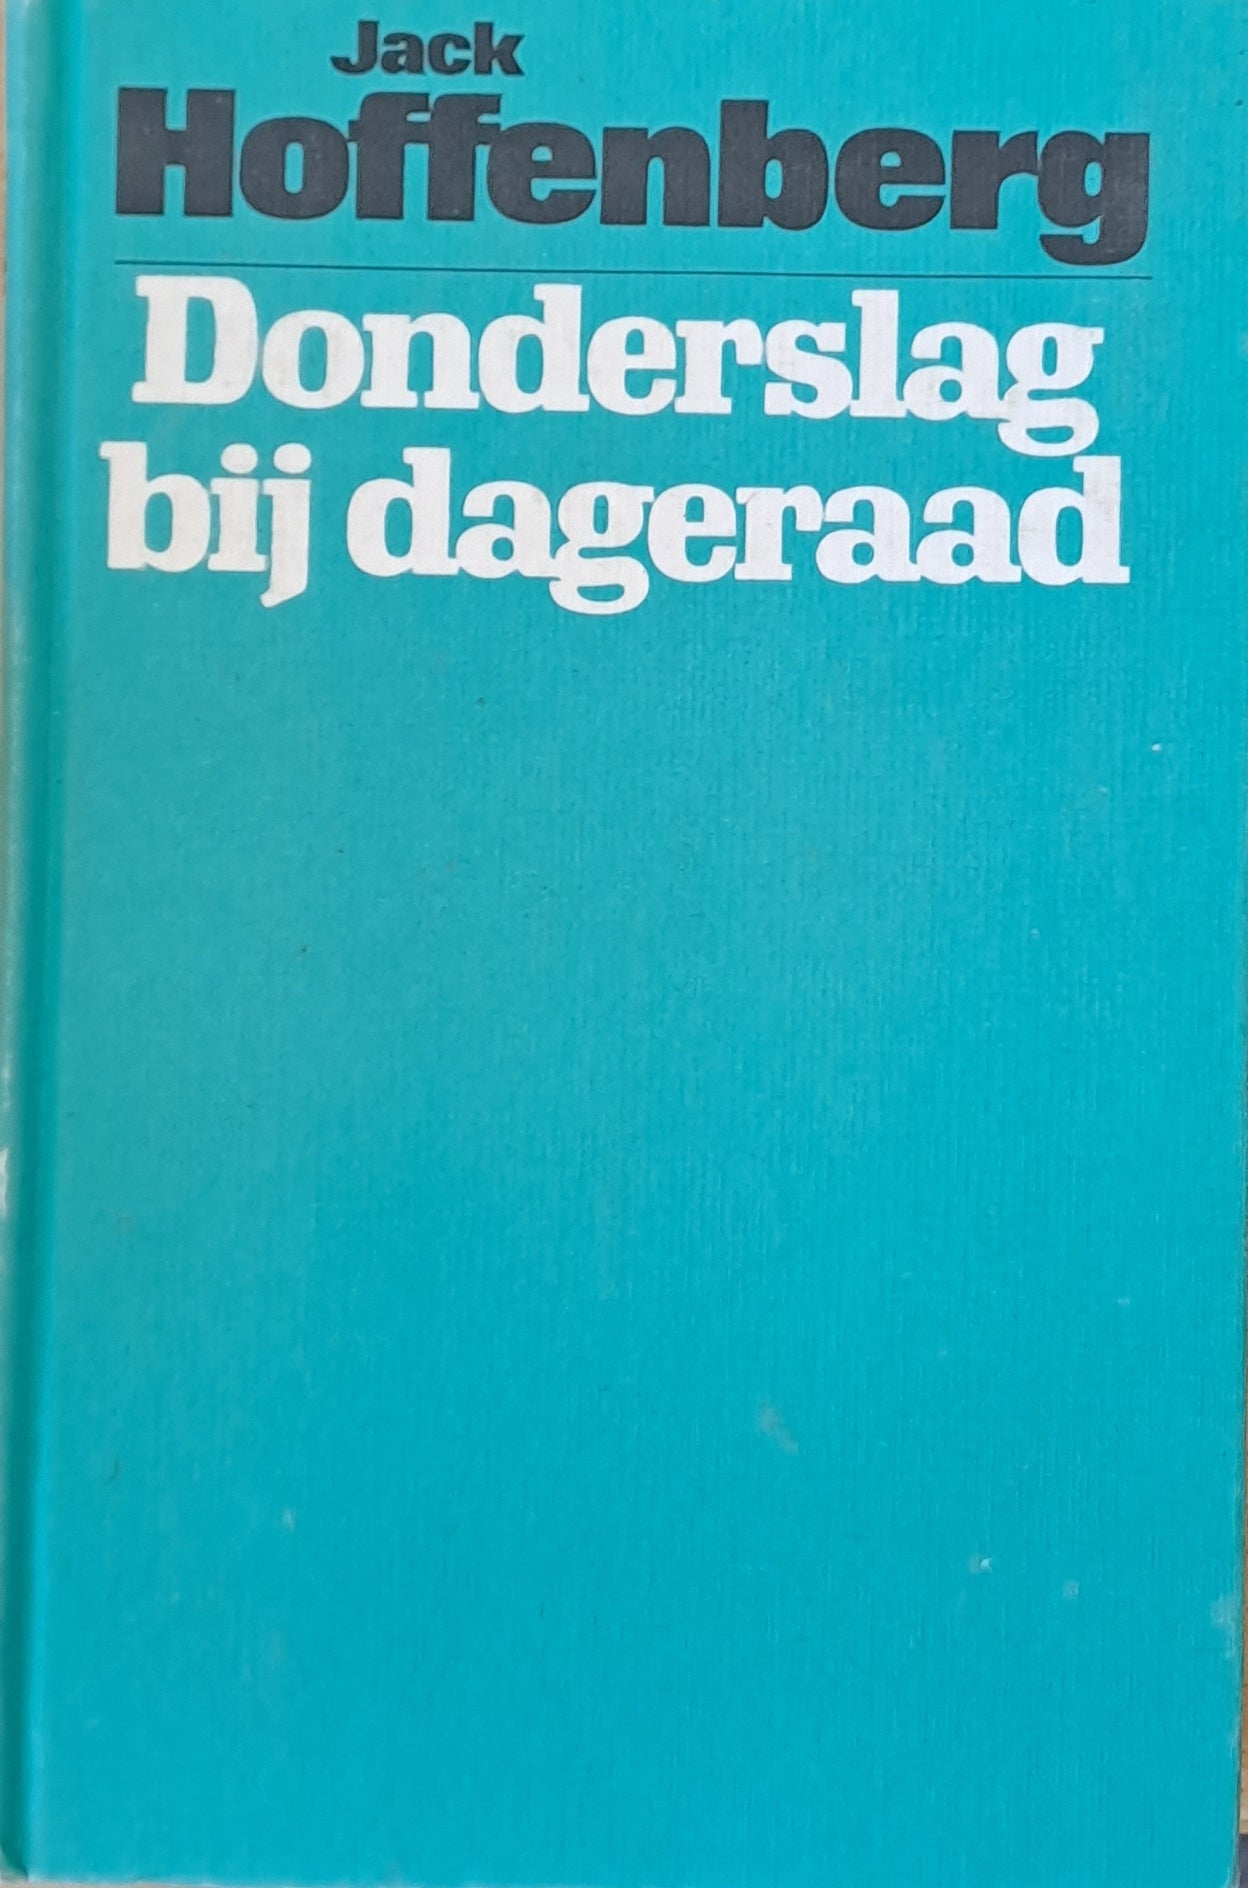 Jack
Hoffenberg
Donderslag
bij dageraad